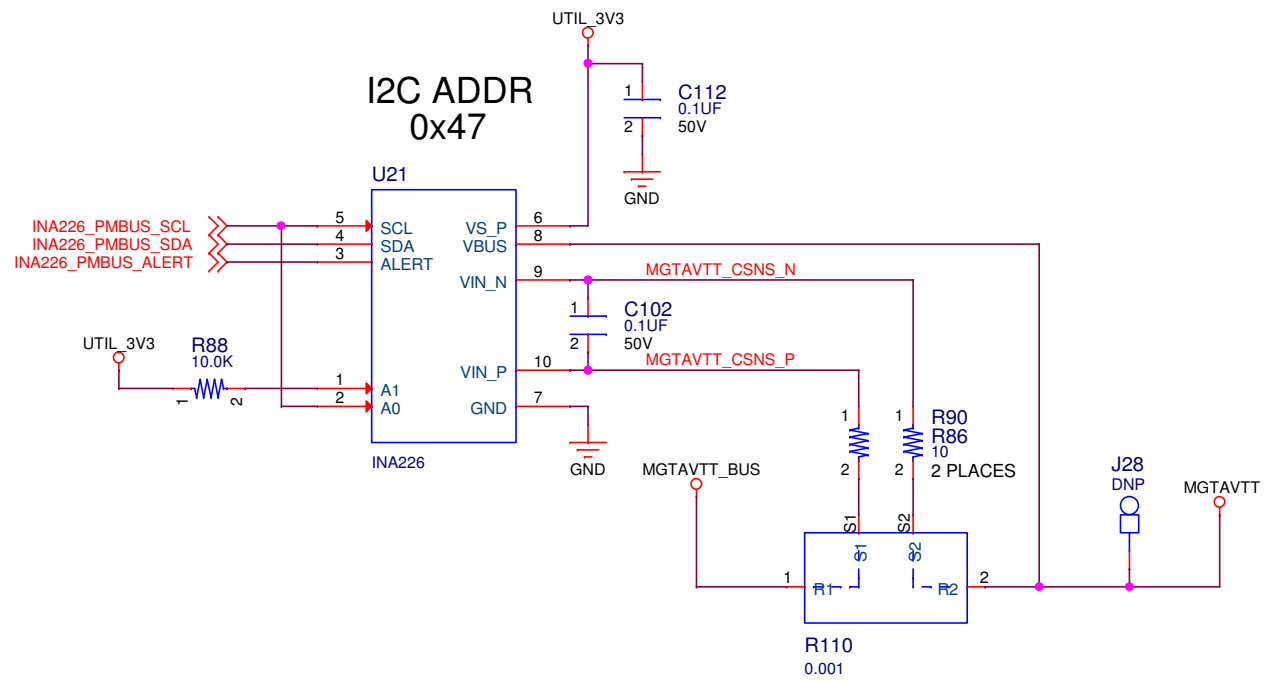 UTIL_3V3
I2C ADDR
0x47
1
C112
0.1UF
2
50V
GND
U21
INA226_PMBUS_SCL
5
SCL
VS_P
6
INA226_PMBUS_SDA
4
SDA
VBUS
8
INA226_PMBUS_ALERT
3
ALERT
VIN_N
9
MGTAVTT_CSNS_N
1
C102
0.1UF
2
50V
UTIL_3V3
R88
10.0K
1
2
VIN_P
10
MGTAVTT_CSNS_P
1
A1
2
A0
GND
7
INA226
GND
1
1
R90
R86
10
2
2
2 PLACES
MGTAVTT_BUS
J28
DNP
MGTAVTT
S1
S2
S1
S2
1
R1
R2
2
R110
0.001